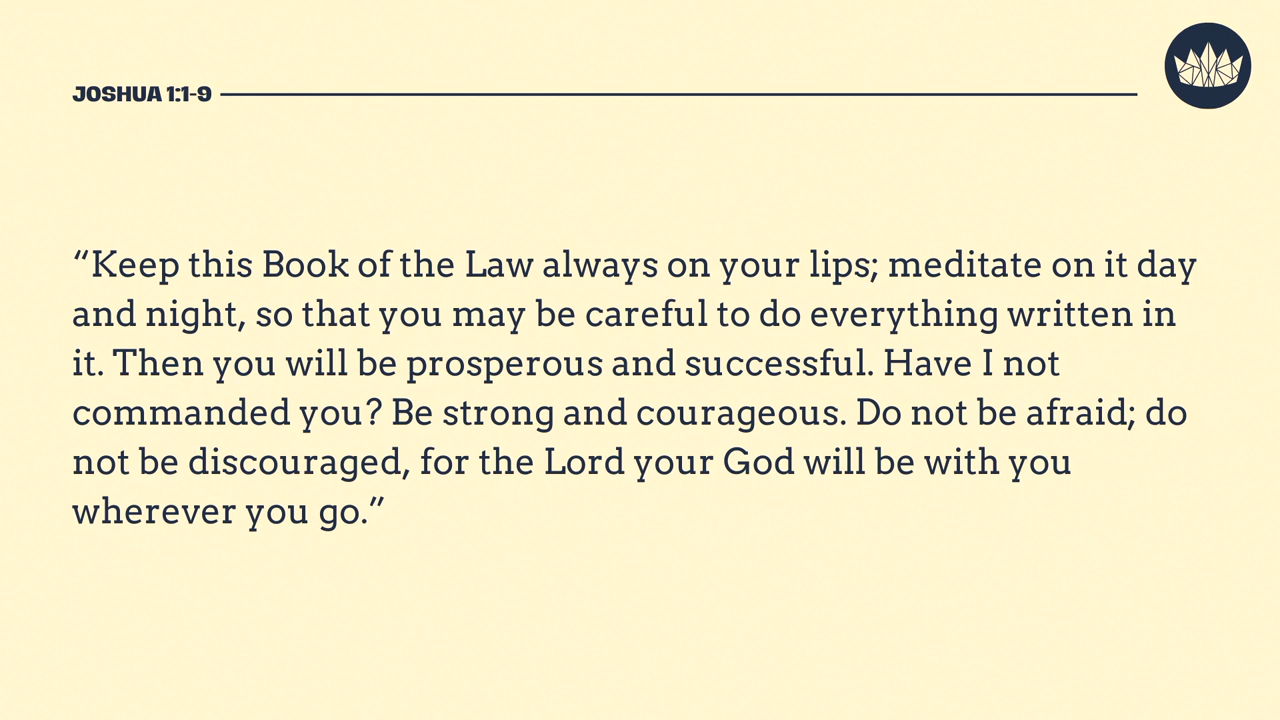 JOSHUA 1:1-9
“Keep this Book of the Law always on your lips; meditate on it day
and night, so that you may be careful to do everything written in
it. Then you will be prosperous and successful. Have I not
commanded you? Be strong and courageous. Do not be afraid; do
not be discouraged, for the Lord your God will be with you
wherever you go.”